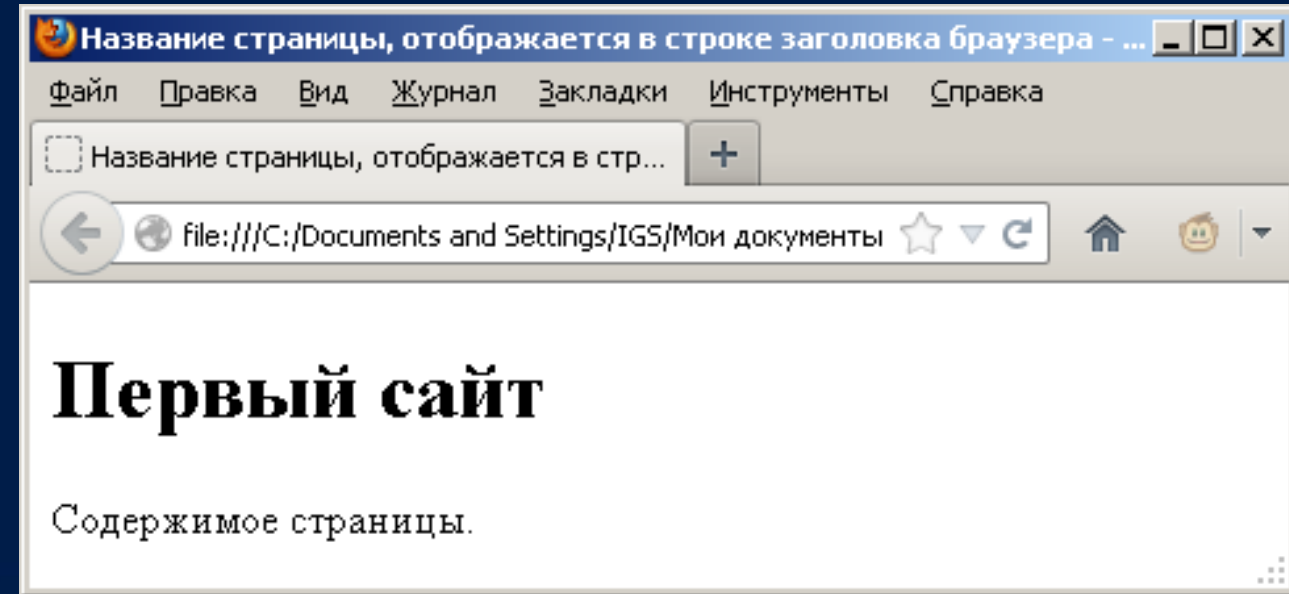 Название страницы, отображается в строке заголовка браузера - ...
Файл Правка Вид Журнал Закладки Инструменты Справка
Название страницы, отображается в стр...
file:///C:/Documents and Settings/IGS/Мои документы
Первый сайт
Содержимое страницы.